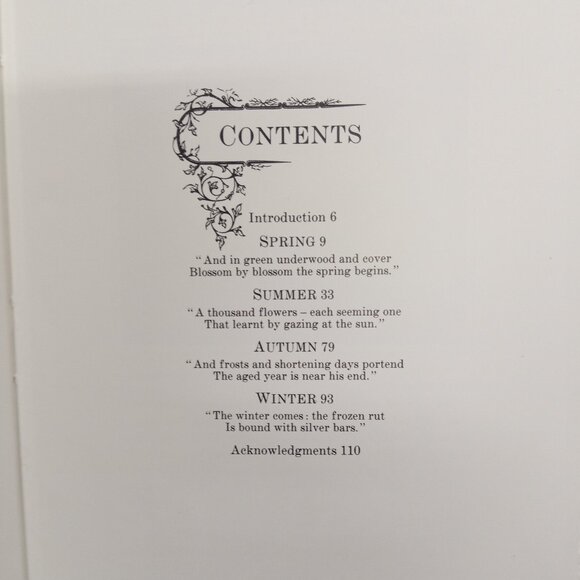 CONTENTS
Introduction 6
SPRING 9
“And in green underwood and cover
Blossom by blossom the spring begins.”
SUMMER 33
“A thousand flowers – each seeming one
That learnt by gazing at the sun.”
AUTUMN 79
“And frosts and shortening days portend
The aged year is near his end.”
WINTER 93
“The winter comes: the frozen rut
Is bound with silver bars.”
Acknowledgments 110